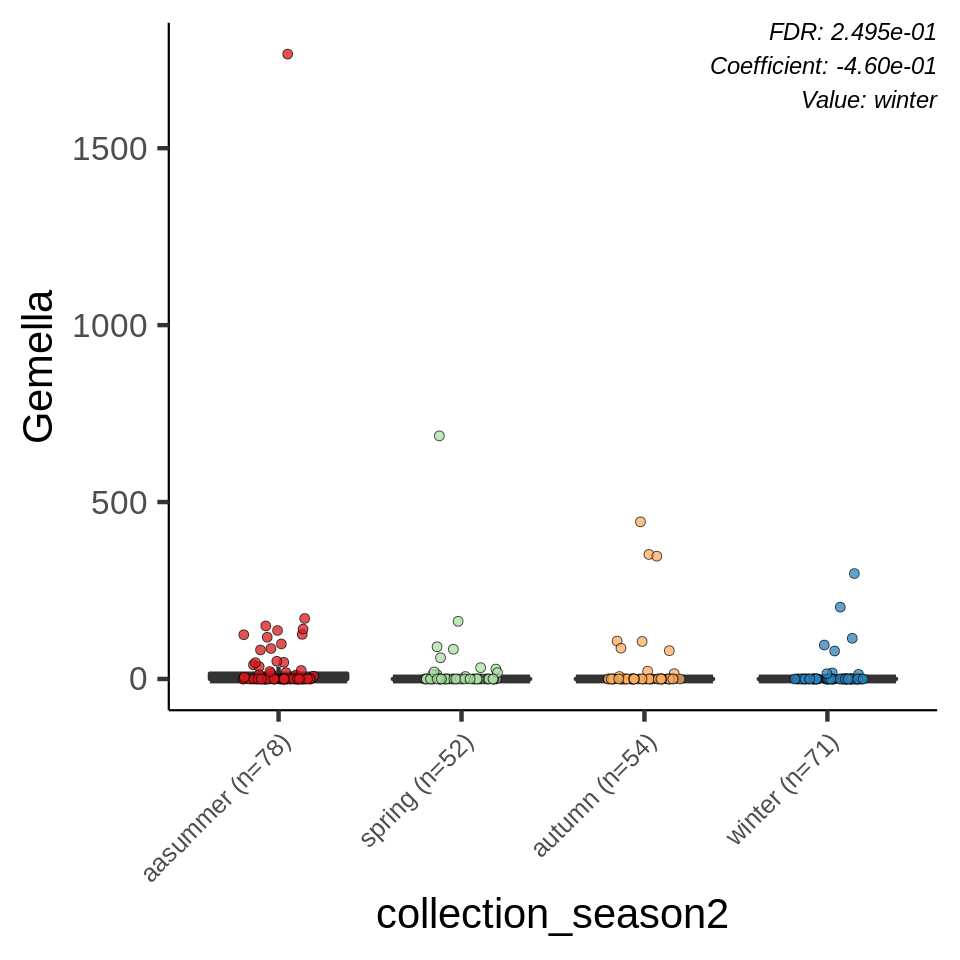 FDR: 2.495e-01
Coefficient: -4.60e-01
Value: winter
1500
1000
500
0
Gemella
aasummer (n=78)
spring (n=52)
autumn (n=54)
winter (n=71)
collection_season2